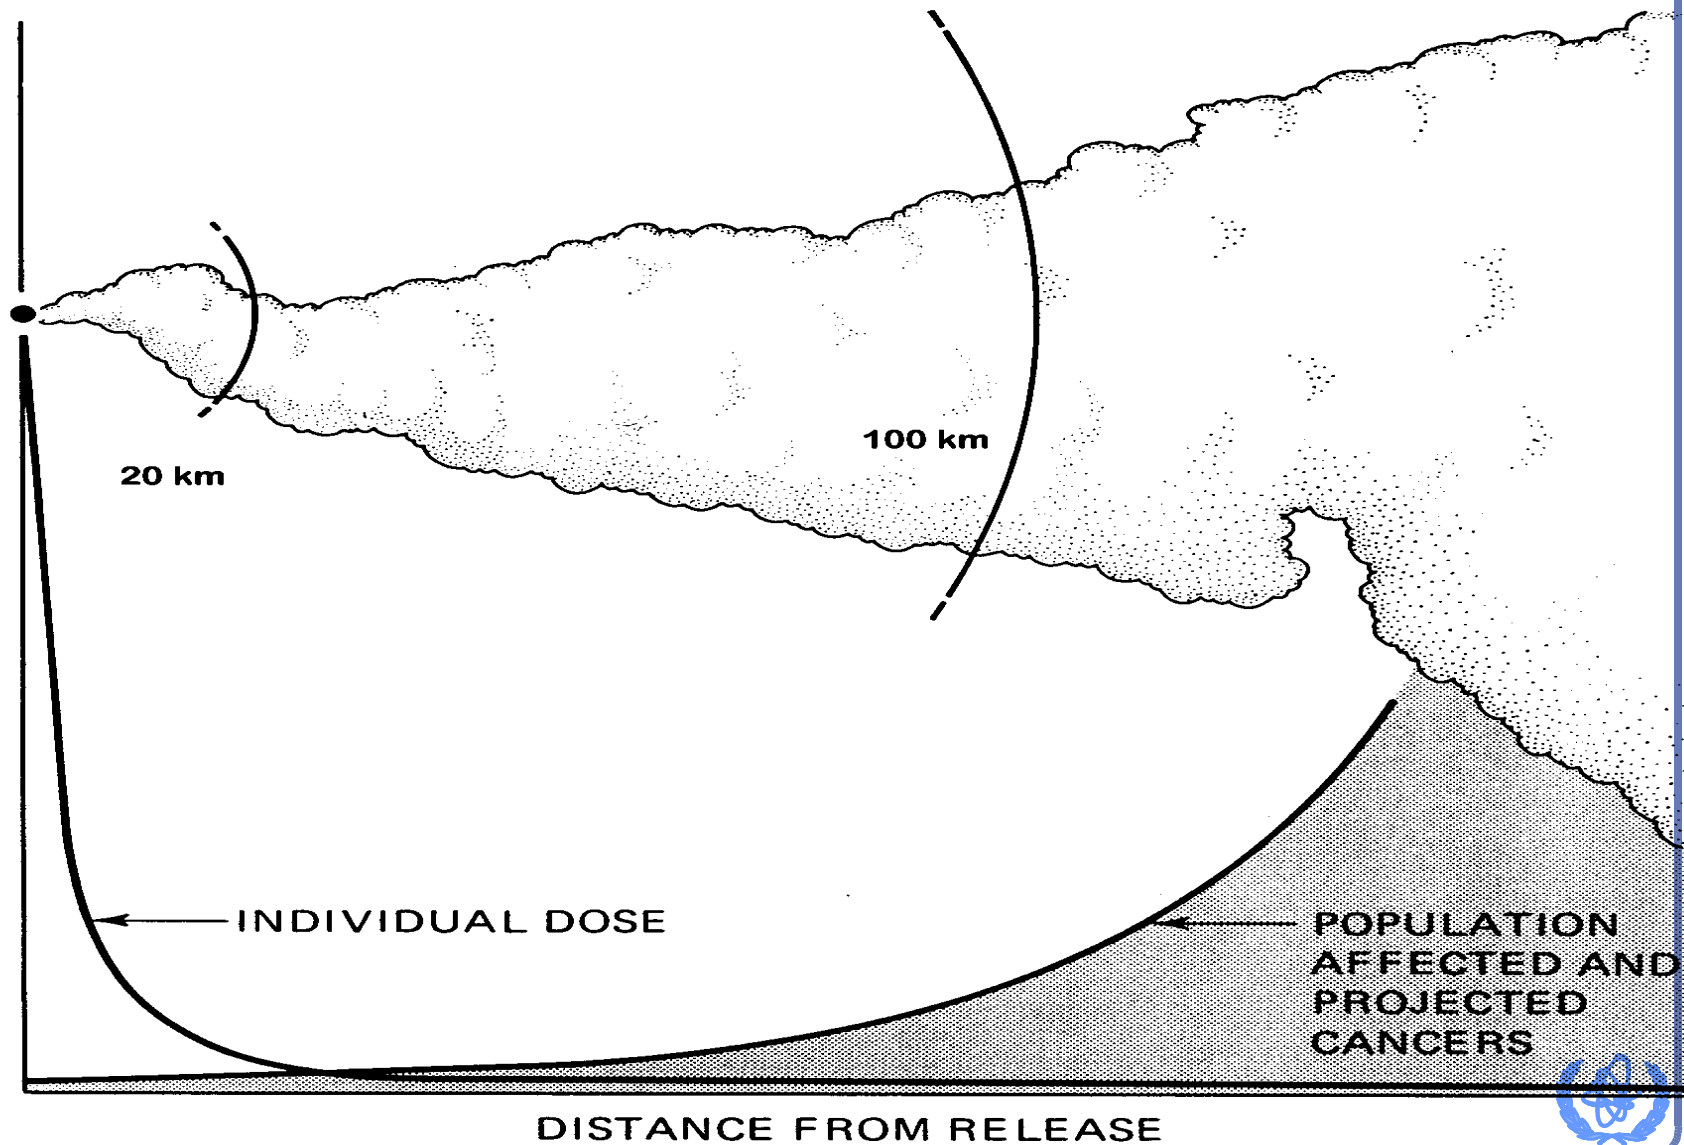 100 km
20 km
INDIVIDUAL DOSE
POPULATION
AFFECTED AND
PROJECTED
CANCERS
DISTANCE FROM RELEASE